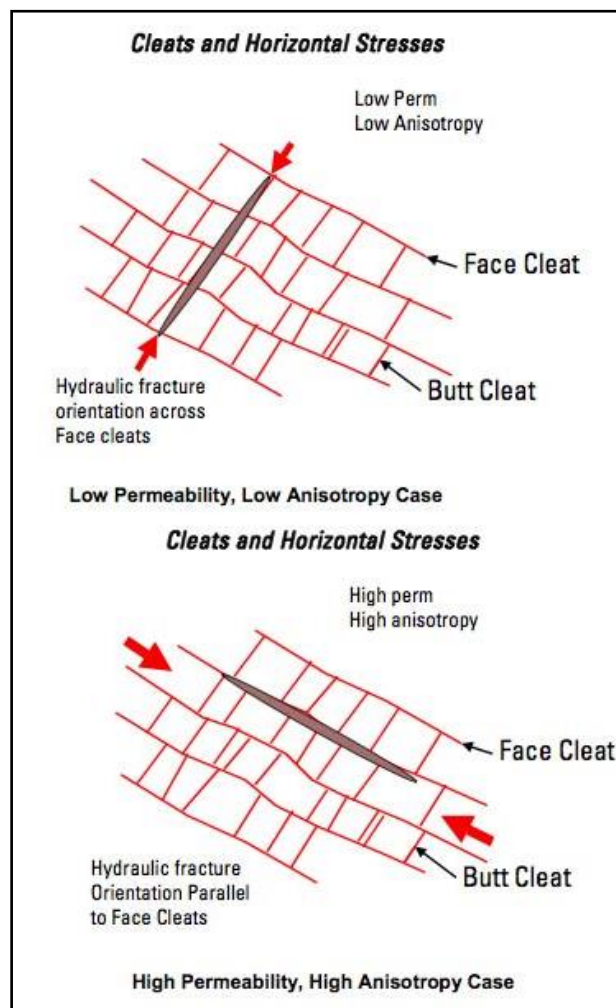 Cleats and Horizontal Stresses
Low Perm
Low Anisotropy
Face Cleat
Butt Cleat
Hydraulic fracture
orientation across
Face cleats
Low Permeability, Low Anisotropy Case
Cleats and Horizontal Stresses
High perm
High anisotropy
Face Cleat
Butt Cleat
Hydraulic fracture
Orientation Parallel
to Face Cleats
High Permeability, High Anisotropy Case